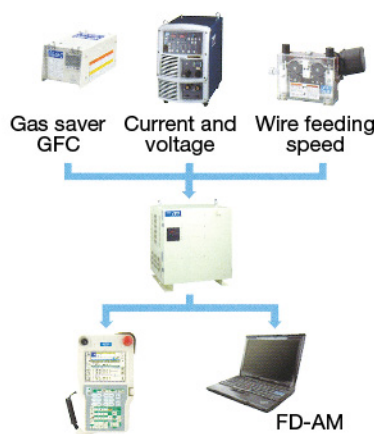 Gas saver
GFC
Current and
voltage
Wire feeding
speed
FD-AM